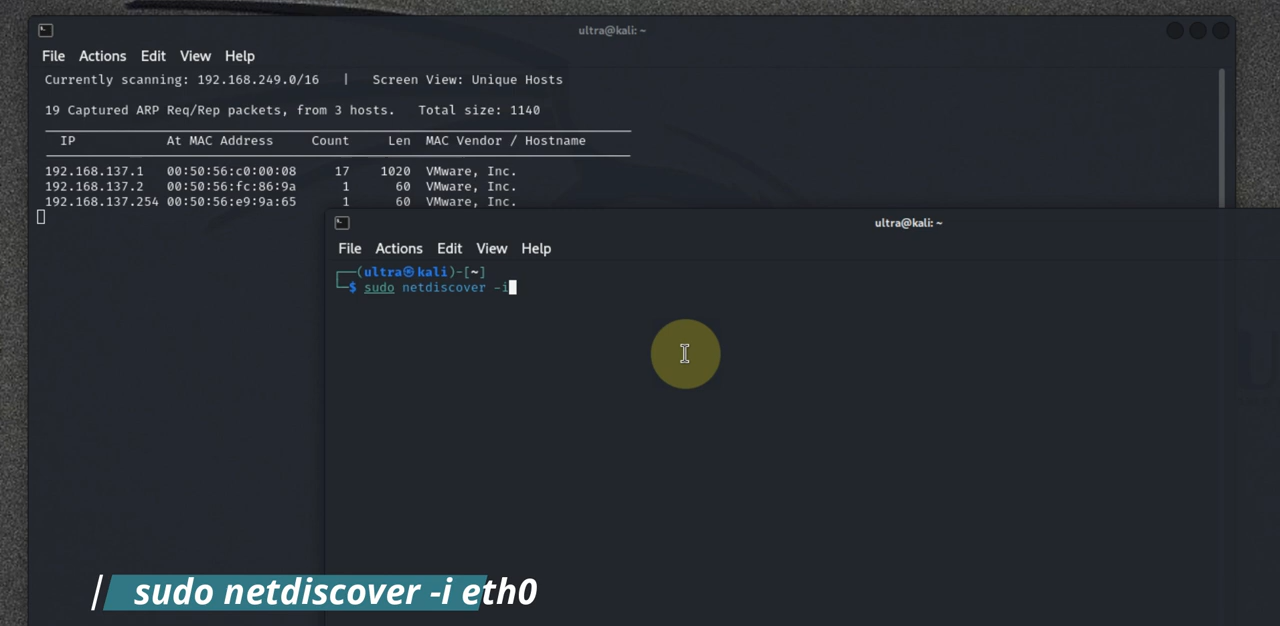 ultra@kali: ~
File Actions Edit View Help
Currently scanning: 192.168.249.0/16 | Screen View: Unique Hosts
19 Captured ARP Req/Rep packets, from 3 hosts. Total size: 1140
IP At MAC Address Count Len MAC Vendor / Hostname
192.168.137.1 00:50:56:c0:00:08 17 1020 VMware, Inc.
192.168.137.2 00:50:56:fc:86:9a 1 60 VMware, Inc.
192.168.137.254 00:50:56:e9:9a:65 1 60 VMware, Inc.
ultra@kali: ~
File Actions Edit View Help
┌──(ultra㉿kali)-[~]
└─$ sudo netdiscover -i
/ sudo netdiscover -i eth0